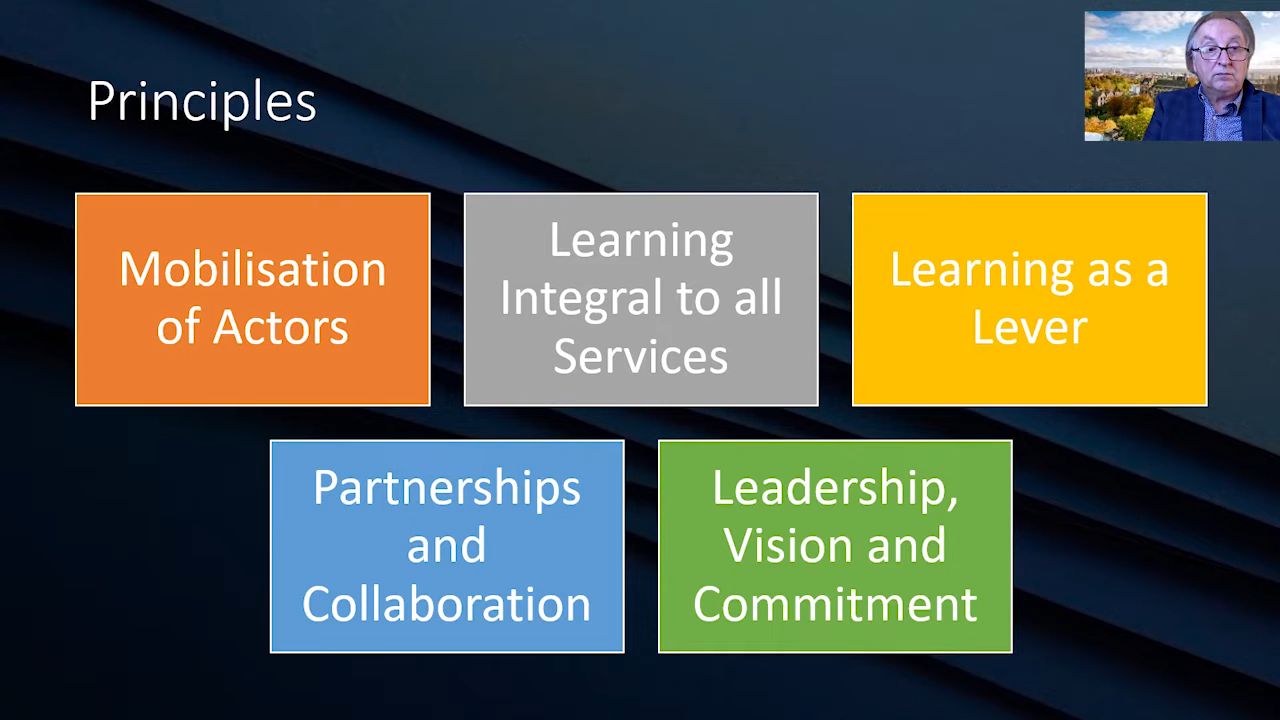 Principles
Mobilisation
of Actors
Learning
Integral to all
Services
Learning as a
Lever
Partnerships
and
Collaboration
Leadership,
Vision and
Commitment